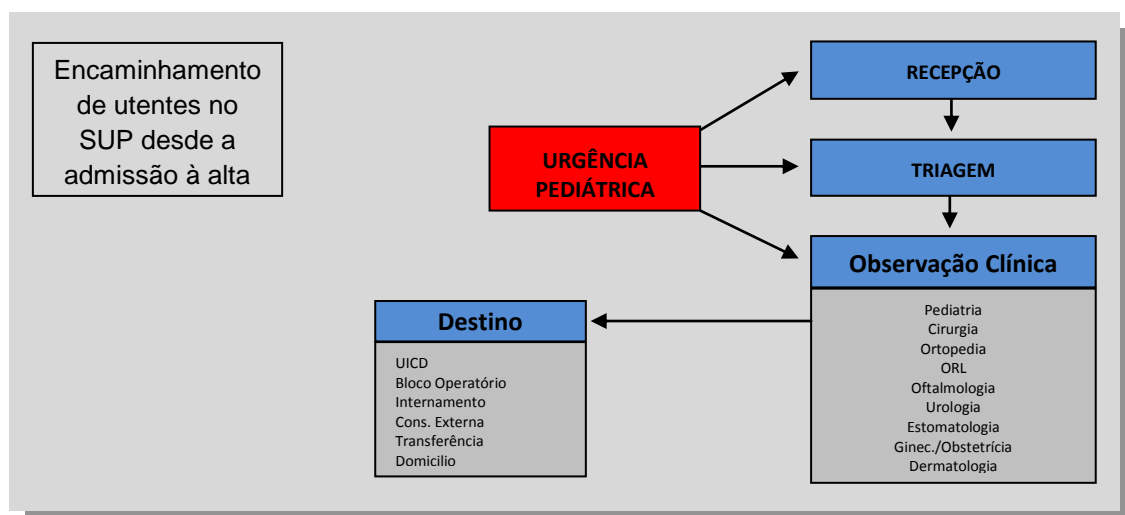 Encaminhamento
de utentes no
SUP desde a
admissão à alta
URGÊNCIA
PEDIÁTRICA
RECEPÇÃO
TRIAGEM
Observação Clínica
Pediatria
Cirurgia
Ortopedia
ORL
Oftalmologia
Urologia
Estomatologia
Ginec./Obstetrícia
Dermatologia
Destino
UICD
Bloco Operatório
Internamento
Cons. Externa
Transferência
Domicilio